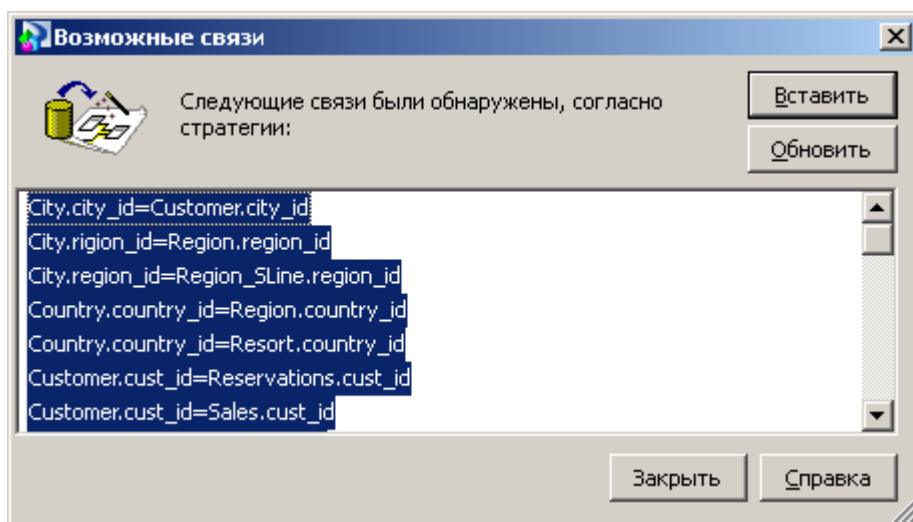 Возможные связи
Следующие связи были обнаружены, согласно
стратегии:
Вставить
Обновить
City.city_id=Customer.city_id
City.rigion_id=Region.region_id
City.region_id=Region_SLine.region_id
Country.country_id=Region.country_id
Country.country_id=Resort.country_id
Customer.cust_id=Reservations.cust_id
Customer.cust_id=Sales.cust_id
Закрыть
Справка